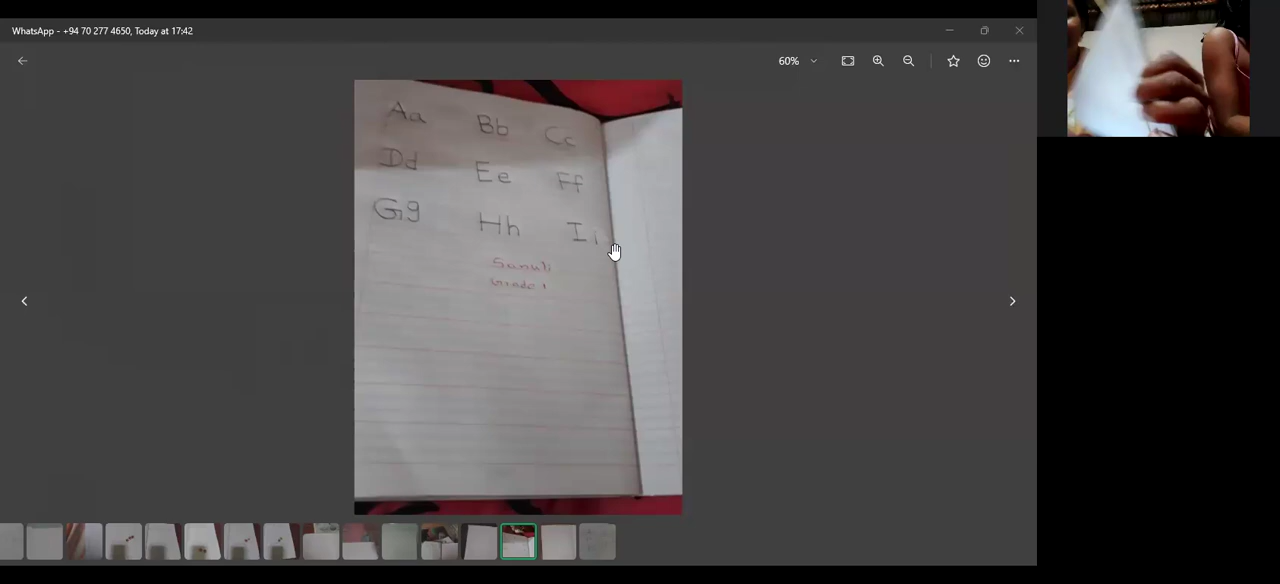 WhatsApp - +94 70 277 4650, Today at 17:42
60%
Aa Bb Cc
Dd Ee Ff
Gg Hh Ii
Sanuli
Grade 1